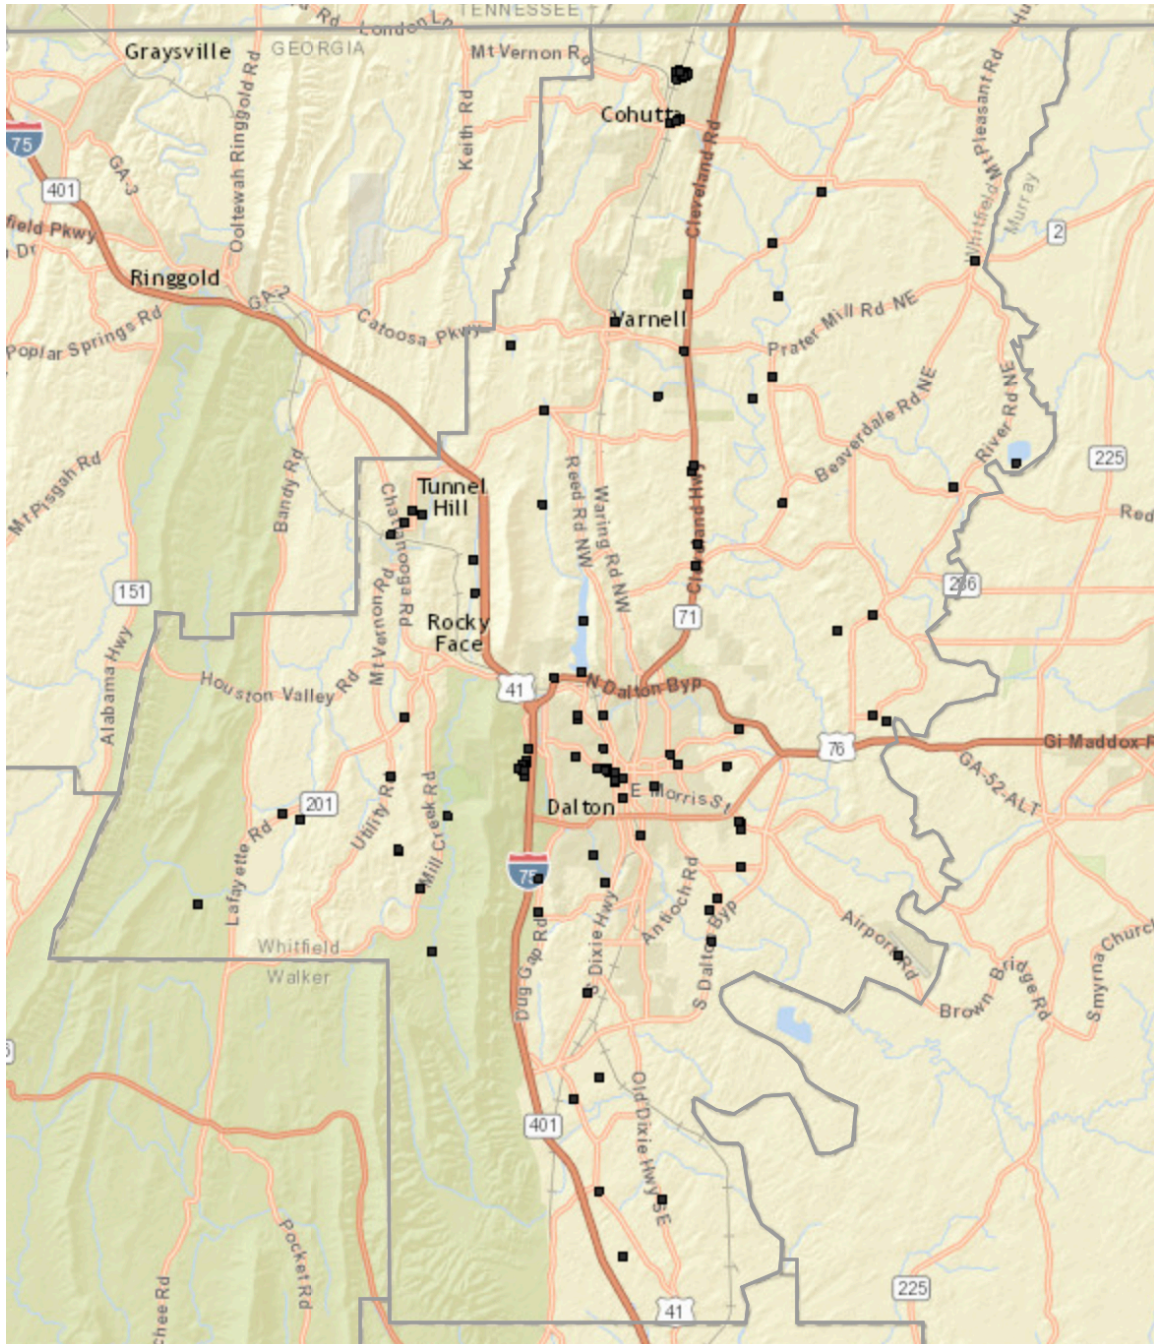 TENNESSEE
London Ln
Graysville
GEORGIA
Mt Vernon Rd
Keith Rd
Cohutta
Ooltewah Ringgold Rd
Mt Pleasant Rd
75
GA-3
401
Cleveland Rd
Whitfield
Murray
2
field Pkwy
Dr
Ringgold
GA-2
Catoosa Pkwy
Varnell
Prater Mill Rd NE
Poplar Springs Rd
Beaverdale Rd NE
River Rd NE
225
Mt Pisgah Rd
Bandy Rd
Tunnel
Hill
Chattanooga Rd
Reed Rd NW
Waring Rd NW
Cleveland Hwy
Red
151
Mt Vernon Rd
286
Rocky
Face
71
Alabama Hwy
Houston Valley Rd
41
N Dalton Byp
76
Gi Maddox P
GA-52-ALT
201
Utility Rd
Mill Creek Rd
Dalton
E Morris St
Lafayette Rd
75
S Dixie Hwy
Antioch Rd
S Dalton Byp
Airport Rd
Smyrna Church
Whitfield
Walker
Dug Gap Rd
Brown Bridge Rd
401
Old Dixie Hwy SE
Pocket Rd
chee Rd
41
225